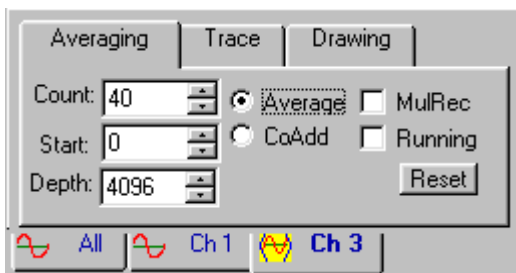 Averaging Trace Drawing
Count: 40 Average MulRec
Start: 0 CoAdd Running
Depth: 4096 Reset
All Ch 1 Ch 3